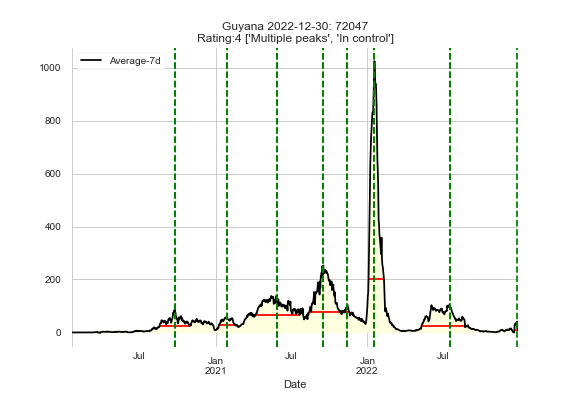 Guyana 2022-12-30: 72047
Rating:4 ['Multiple peaks', 'In control']
Average-7d
1000
800
600
400
200
0
Jul
Jan
2021
Jul
Jan
2022
Jul
Date